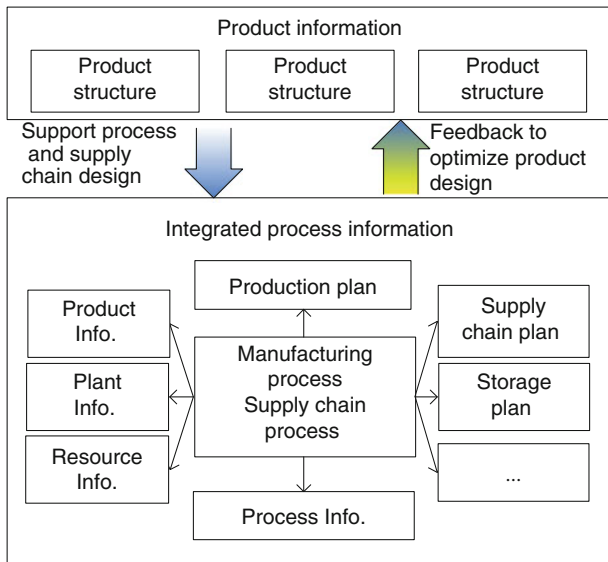 Product information
Product
structure
Product
structure
Product
structure
Support process
and supply
chain design
Feedback to
optimize product
design
Integrated process information
Production plan
Product
Info.
Plant
Info.
Resource
Info.
Manufacturing
process
Supply chain
process
Supply
chain plan
Storage
plan
...
Process Info.